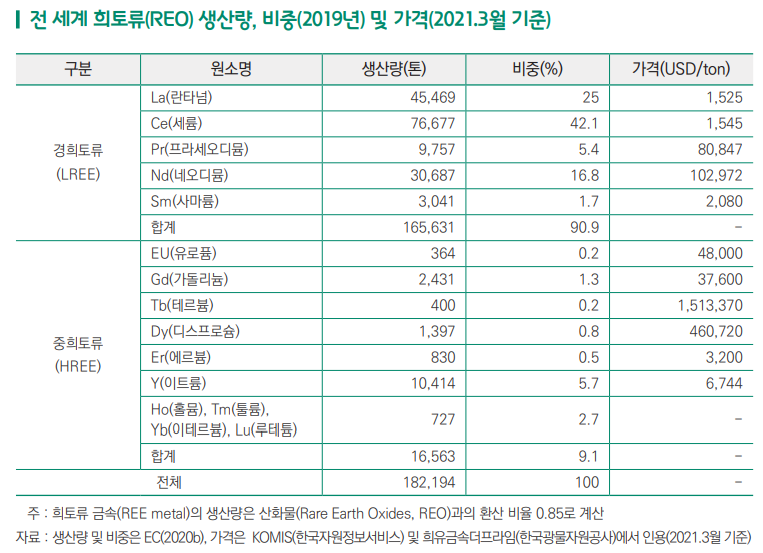 전 세계 희토류(REO) 생산량, 비중(2019년) 및 가격(2021.3월 기준)
구분 원소명 생산량(톤) 비중(%) 가격(USD/ton)
경희토류
(LREE)
La(란타넘) 45,469 25 1,525
Ce(세륨) 76,677 42.1 1,545
Pr(프라세오디뮴) 9,757 5.4 80,847
Nd(네오디뮴) 30,687 16.8 102,972
Sm(사마륨) 3,041 1.7 2,080
합계 165,631 90.9 –
중희토류
(HREE)
EU(유로퓸) 364 0.2 48,000
Gd(가돌리늄) 2,431 1.3 37,600
Tb(테르븀) 400 0.2 1,513,370
Dy(디스프로슘) 1,397 0.8 460,720
Er(에르븀) 830 0.5 3,200
Y(이트륨) 10,414 5.7 6,744
Ho(홀뮴), Tm(툴륨),
Yb(이테르븀), Lu(루테튬) 727 2.7 –
합계 16,563 9.1 –
전체 182,194 100 –
주 : 희토류 금속(REE metal)의 생산량은 산화물(Rare Earth Oxides, REO)과의 환산 비율 0.85로 계산
자료 : 생산량 및 비중은 EC(2020b), 가격은 KOMIS(한국자원정보서비스) 및 희유금속더프라임(한국광물자원공사)에서 인용(2021.3월 기준)